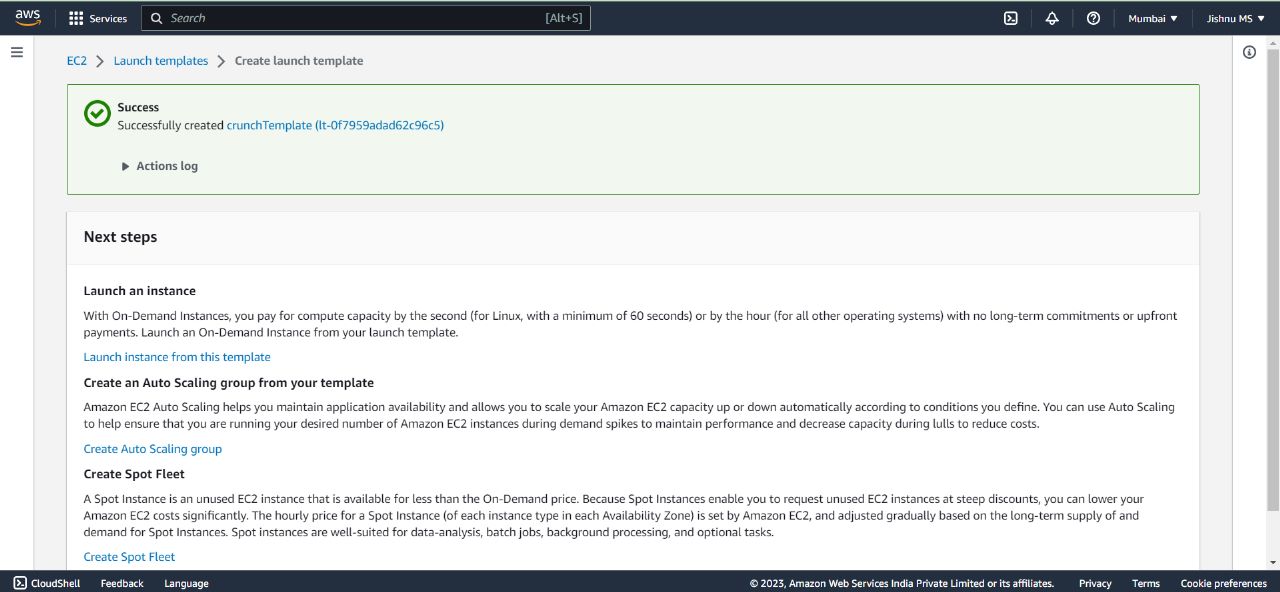 aws Services Search [Alt+S] Mumbai Jishnu MS
EC2 Launch templates Create launch template
Success
Successfully created crunchTemplate (lt-0f7959adad62c96c5)
Actions log
Next steps
Launch an instance
With On-Demand Instances, you pay for compute capacity by the second (for Linux, with a minimum of 60 seconds) or by the hour (for all other operating systems) with no long-term commitments or upfront
payments. Launch an On-Demand Instance from your launch template.
Launch instance from this template
Create an Auto Scaling group from your template
Amazon EC2 Auto Scaling helps you maintain application availability and allows you to scale your Amazon EC2 capacity up or down automatically according to conditions you define. You can use Auto Scaling
to help ensure that you are running your desired number of Amazon EC2 instances during demand spikes to maintain performance and decrease capacity during lulls to reduce costs.
Create Auto Scaling group
Create Spot Fleet
A Spot Instance is an unused EC2 instance that is available for less than the On-Demand price. Because Spot Instances enable you to request unused EC2 instances at steep discounts, you can lower your
Amazon EC2 costs significantly. The hourly price for a Spot Instance (of each instance type in each Availability Zone) is set by Amazon EC2, and adjusted gradually based on the long-term supply of and
demand for Spot Instances. Spot instances are well-suited for data-analysis, batch jobs, background processing, and optional tasks.
Create Spot Fleet
CloudShell Feedback Language © 2023, Amazon Web Services India Private Limited or its affiliates. Privacy Terms Cookie preferences